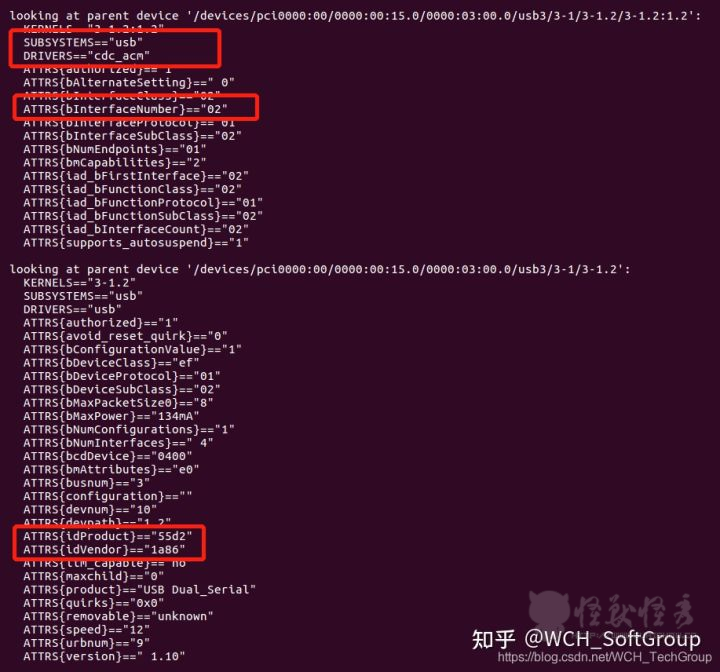 looking at parent device '/devices/pci0000:00/0000:00:15.0/0000:03:00.0/usb3/3-1/3-1.2/3-1.2:1.2':
KERNELS=="3-1.2:1.2"
SUBSYSTEMS=="usb"
DRIVERS=="cdc_acm"
ATTRS{authorized}=="1"
ATTRS{bAlternateSetting}==" 0"
ATTRS{bInterfaceClass}=="02"
ATTRS{bInterfaceNumber}=="02"
ATTRS{bInterfaceProtocol}=="01"
ATTRS{bInterfaceSubClass}=="02"
ATTRS{bNumEndpoints}=="01"
ATTRS{bmCapabilities}=="2"
ATTRS{iad_bFirstInterface}=="02"
ATTRS{iad_bFunctionClass}=="02"
ATTRS{iad_bFunctionProtocol}=="01"
ATTRS{iad_bFunctionSubClass}=="02"
ATTRS{iad_bInterfaceCount}=="02"
ATTRS{supports_autosuspend}=="1"
looking at parent device '/devices/pci0000:00/0000:00:15.0/0000:03:00.0/usb3/3-1/3-1.2':
KERNELS=="3-1.2"
SUBSYSTEMS=="usb"
DRIVERS=="usb"
ATTRS{authorized}=="1"
ATTRS{avoid_reset_quirk}=="0"
ATTRS{bConfigurationValue}=="1"
ATTRS{bDeviceClass}=="ef"
ATTRS{bDeviceProtocol}=="01"
ATTRS{bDeviceSubClass}=="02"
ATTRS{bMaxPacketSize0}=="8"
ATTRS{bMaxPower}=="134mA"
ATTRS{bNumConfigurations}=="1"
ATTRS{bNumInterfaces}==" 4"
ATTRS{bcdDevice}=="0400"
ATTRS{bmAttributes}=="e0"
ATTRS{busnum}=="3"
ATTRS{configuration}==""
ATTRS{devnum}=="10"
ATTRS{devpath}=="1.2"
ATTRS{idProduct}=="55d2"
ATTRS{idVendor}=="1a86"
ATTRS{ltm_capable}=="no"
ATTRS{maxchild}=="0"
ATTRS{product}=="USB Dual_Serial"
ATTRS{quirks}=="0x0"
ATTRS{removable}=="unknown"
ATTRS{speed}=="12"
ATTRS{urbnum}=="9"
ATTRS{version}==" 1.10"
怪兽怪秀
知乎 @WCH_SoftGroup
https://blog.csdn.net/WCH_TechGroup